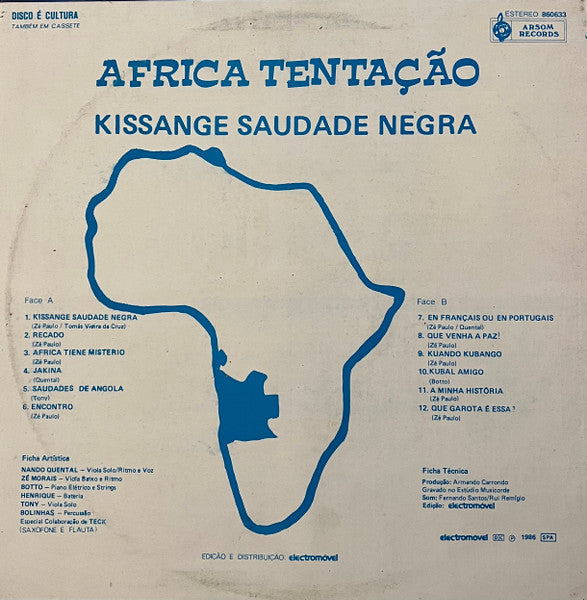 DISCO É CULTURA
TAMBÉM EM CASSETE
ESTEREO 860633
ARSOM
RECORDS
AFRICA TENTAÇÃO
KISSANGE SAUDADE NEGRA
Face A
1. KISSANGE SAUDADE NEGRA
(Zé Paulo / Tomás Vieira da Cruz)
2. RECADO
(Zé Paulo)
3. AFRICA TIENE MISTERIO
(Zé Paulo)
4. JAKINA
(Quental)
5. SAUDADES DE ANGOLA
(Tony)
6. ENCONTRO
(Zé Paulo)
Face B
7. EN FRANÇAIS OU EN PORTUGAIS
(Zé Paulo / Quental)
8. QUE VENHA A PAZ!
(Zé Paulo)
9. KUANDO KUBANGO
(Zé Paulo)
10. KUBAL AMIGO
(Botto)
11. A MINHA HISTÓRIA
(Zé Paulo)
12. QUE GAROTA É ESSA?
(Zé Paulo)
Ficha Artística
NANDO QUENTAL – Viola Solo/Ritmo e Voz
ZÉ MORAIS – Viola Baixo e Ritmo
BOTTO – Piano Elétrico e Strings
HENRIQUE – Bateria
TONY – Viola Solo
BOLINHAS – Percussão
Especial Colaboração de TECK
(SAXOFONE E FLAUTA)
Ficha Técnica
Produção: Armando Carrondo
Gravado no Estúdio Musicorde
Som: Fernando Santos/Rui Remígio
Edição: electromóvel
EDIÇÃO E DISTRIBUIÇÃO: electromóvel
electromóvel ℗ 1986 SPA